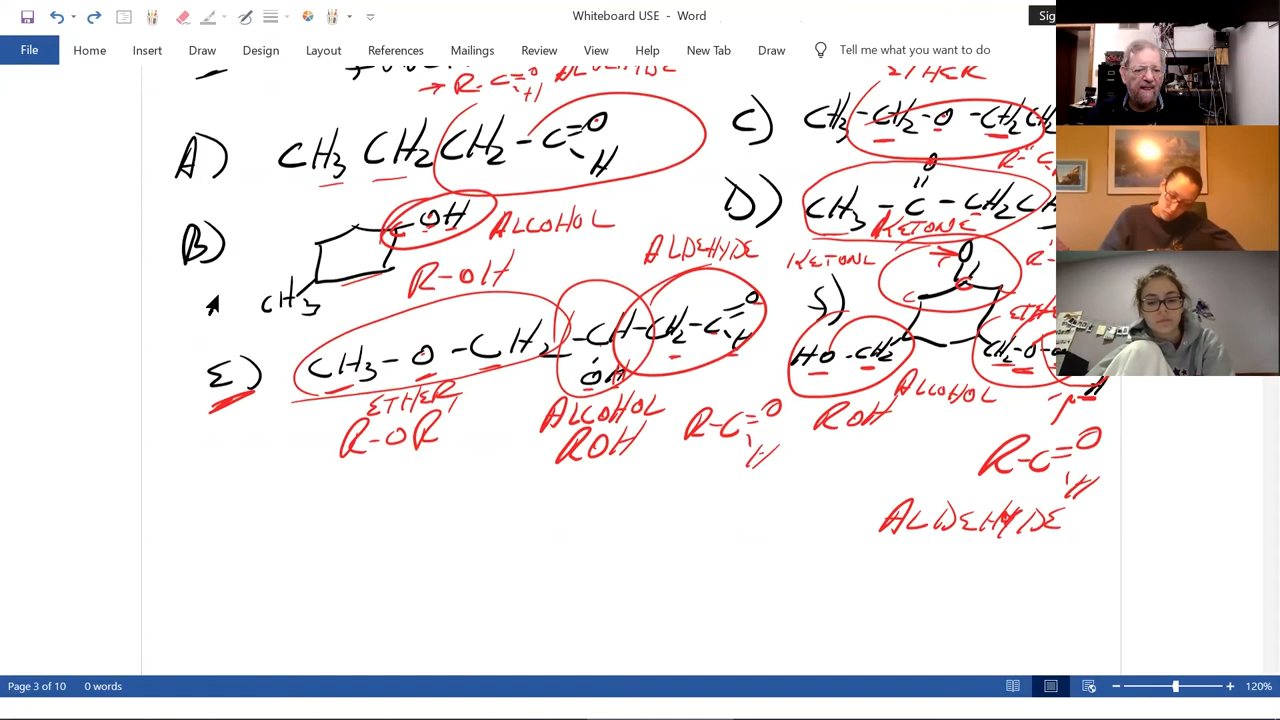 Whiteboard USE - Word
Sig
File Home Insert Draw Design Layout References Mailings Review View Help New Tab Draw Tell me what you want to do
→ R-C=O H ALDEHYDE
ETHER
A) CH3 CH2 CH2 - C=O H
C) CH3-CH2-O-CH2CH
B) OH ALCOHOL
CH3
R-OH
D) CH3 - C - CH2CH
O
KETONE
KETONE
ALDEHYDE
E) CH3-O-CH2-CH-CH2-C=O H
OH
ETHER
R-OR
ALCOHOL
ROH
R-C=O H
O
C C
HO-CH2
CH2-O-
ROH
ALCOHOL
R-C=O H
ALDEHYDE
Page 3 of 10 0 words
120%